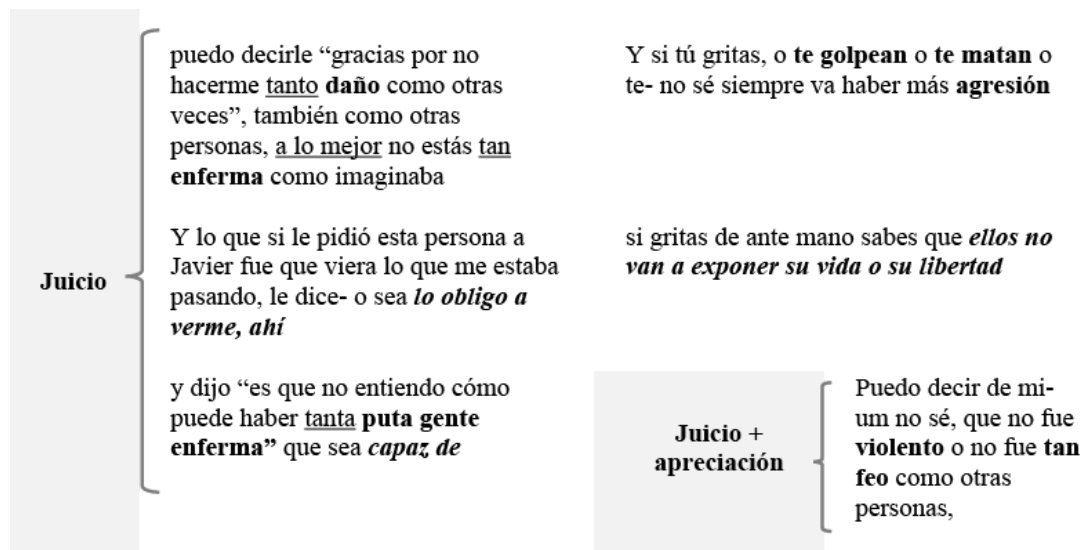 Juicio
puedo decirle “gracias por no
hacerme tanto daño como otras
veces”, también como otras
personas, a lo mejor no estás tan
enferma como imaginaba
Y lo que si le pidió esta persona a
Javier fue que viera lo que me estaba
pasando, le dice- o sea lo obligo a
verme, ahí
y dijo “es que no entiendo cómo
puede haber tanta puta gente
enferma” que sea capaz de
Y si tú gritas, o te golpean o te matan o
te- no sé siempre va haber más agresión
si gritas de ante mano sabes que ellos no
van a exponer su vida o su libertad
Juicio +
apreciación
Puedo decir de mi-
um no sé, que no fue
violento o no fue tan
feo como otras
personas,